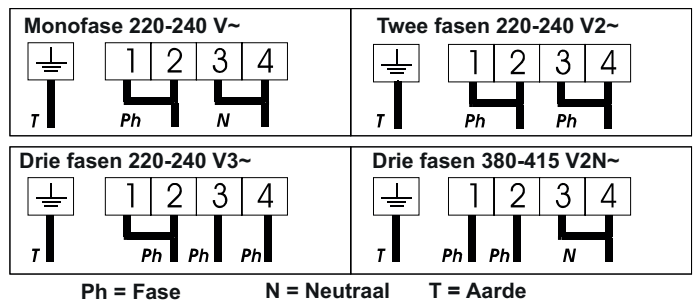 Monofase 220-240 V~
1 2 3 4
T Ph N
Twee fasen 220-240 V2~
1 2 3 4
T Ph Ph
Drie fasen 220-240 V3~
1 2 3 4
T Ph Ph Ph
Drie fasen 380-415 V2N~
1 2 3 4
T Ph Ph N
Ph = Fase N = Neutraal T = Aarde